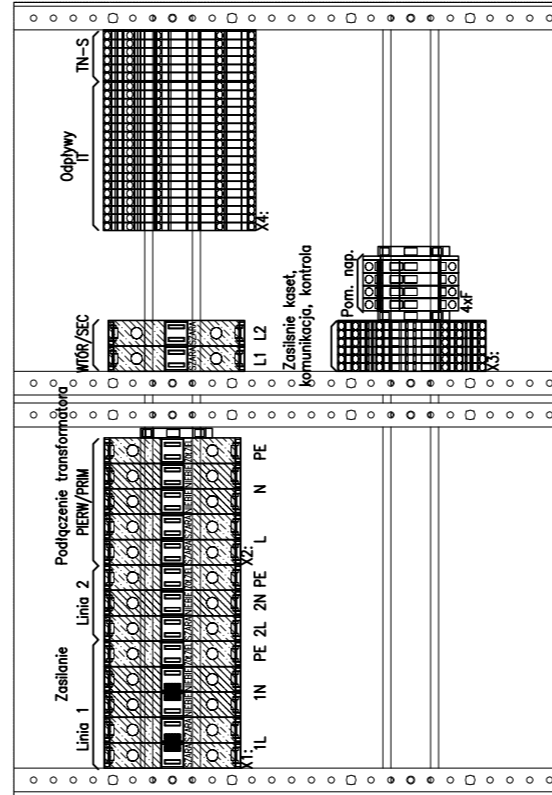 TN-S
Odpływy
IT
X4:
WTÓR/SEC
L1 L2
Zasilsnie kaset,
komunikacja, kontrola
Pom. nap.
4xF
X3:
Podłączenie transformatora
PIERW/PRIM
L N PE
X2:
Zasilanie
Linia 1
Linia 2
1L 1N PE 2L 2N PE
X1: